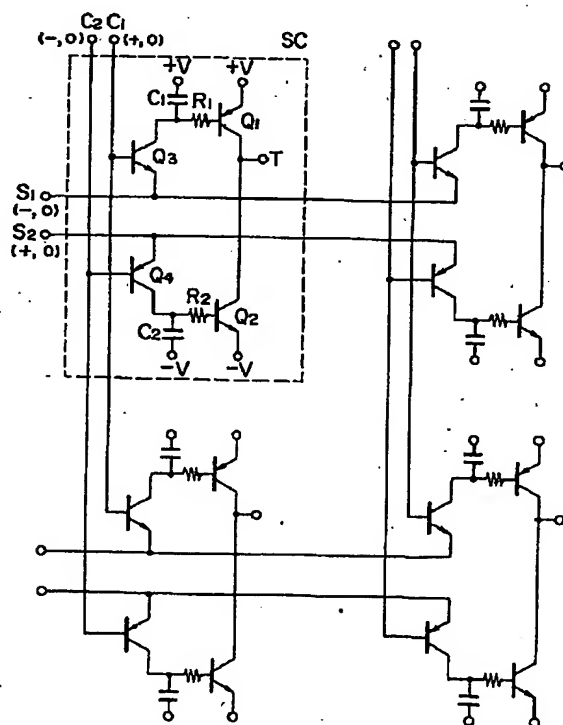 C2 C1
(-,0) (+,0)
SC
+V +V
C1 R1 Q1
Q3
T
S1
(-,0)
S2
(+,0)
Q4
R2
Q2
C2
-V -V